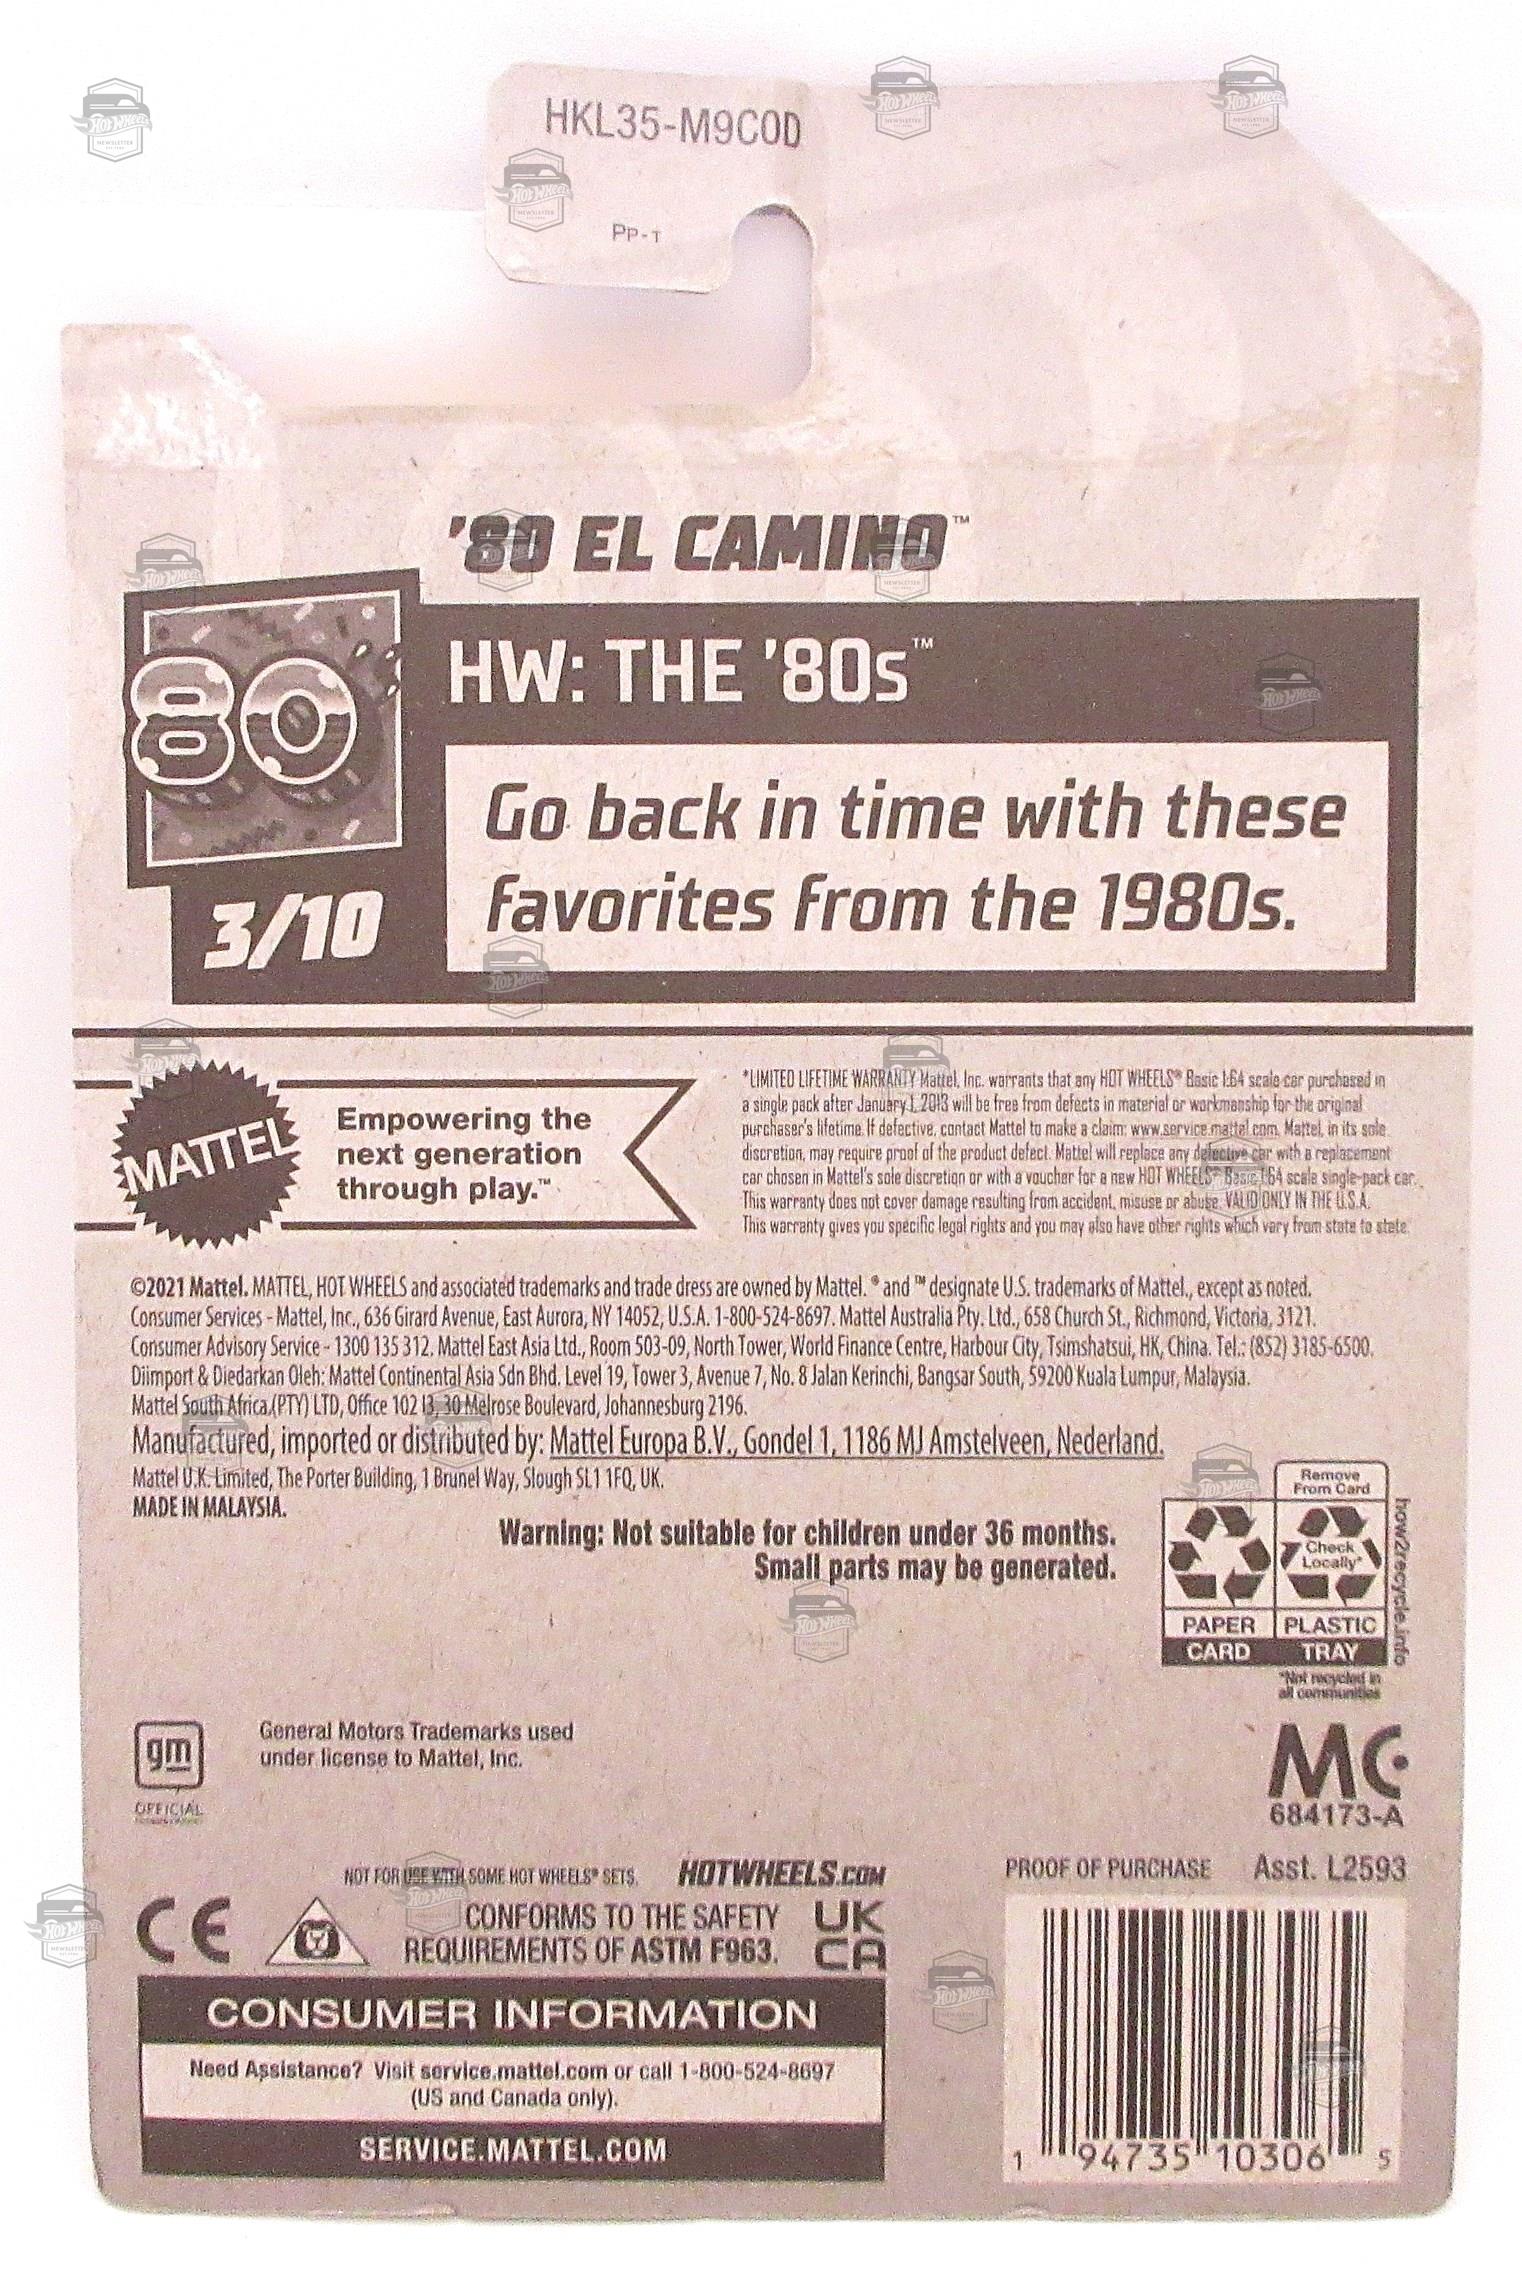 HKL35-M9C0D
PP-T
'80 EL CAMINO™
80
HW: THE '80s™
Go back in time with these
favorites from the 1980s.
3/10
MATTEL
Empowering the
next generation
through play.™
*LIMITED LIFETIME WARRANTY Mattel, Inc. warrants that any HOT WHEELS® Basic 1:64 scale car purchased in
a single pack after January 1, 2013 will be free from defects in material or workmanship for the original
purchaser's lifetime. If defective, contact Mattel to make a claim: www.service.mattel.com. Mattel, in its sole
discretion, may require proof of the product defect. Mattel will replace any defective car with a replacement
car chosen in Mattel's sole discretion or with a voucher for a new HOT WHEELS® Basic 1:64 scale single-pack car.
This warranty does not cover damage resulting from accident, misuse or abuse. VALID ONLY IN THE U.S.A.
This warranty gives you specific legal rights and you may also have other rights which vary from state to state.
©2021 Mattel. MATTEL, HOT WHEELS and associated trademarks and trade dress are owned by Mattel. ® and ™ designate U.S. trademarks of Mattel., except as noted.
Consumer Services - Mattel, Inc., 636 Girard Avenue, East Aurora, NY 14052, U.S.A. 1-800-524-8697. Mattel Australia Pty. Ltd., 658 Church St., Richmond, Victoria, 3121.
Consumer Advisory Service - 1300 135 312. Mattel East Asia Ltd., Room 503-09, North Tower, World Finance Centre, Harbour City, Tsimshatsui, HK, China. Tel.: (852) 3185-6500.
Diimport & Diedarkan Oleh: Mattel Continental Asia Sdn Bhd. Level 19, Tower 3, Avenue 7, No. 8 Jalan Kerinchi, Bangsar South, 59200 Kuala Lumpur, Malaysia.
Mattel South Africa (PTY) LTD, Office 102 I3, 30 Melrose Boulevard, Johannesburg 2196.
Manufactured, imported or distributed by: Mattel Europa B.V., Gondel 1, 1186 MJ Amstelveen, Nederland.
Mattel U.K. Limited, The Porter Building, 1 Brunel Way, Slough SL1 1FQ, UK.
MADE IN MALAYSIA.
Warning: Not suitable for children under 36 months.
Small parts may be generated.
Remove
From Card
Check
Locally*
PAPER
CARD
PLASTIC
TRAY
how2recycle.info
*Not recycled in
all communities
gm
OFFICIAL
General Motors Trademarks used
under license to Mattel, Inc.
MC
684173-A
NOT FOR USE WITH SOME HOT WHEELS® SETS.
HOTWHEELS.COM
PROOF OF PURCHASE Asst. L2593
CE
CONFORMS TO THE SAFETY
REQUIREMENTS OF ASTM F963.
UK
CA
CONSUMER INFORMATION
Need Assistance? Visit service.mattel.com or call 1-800-524-8697
(US and Canada only).
SERVICE.MATTEL.COM
1 94735 10306 5
HOT WHEELS
NEWSLETTER